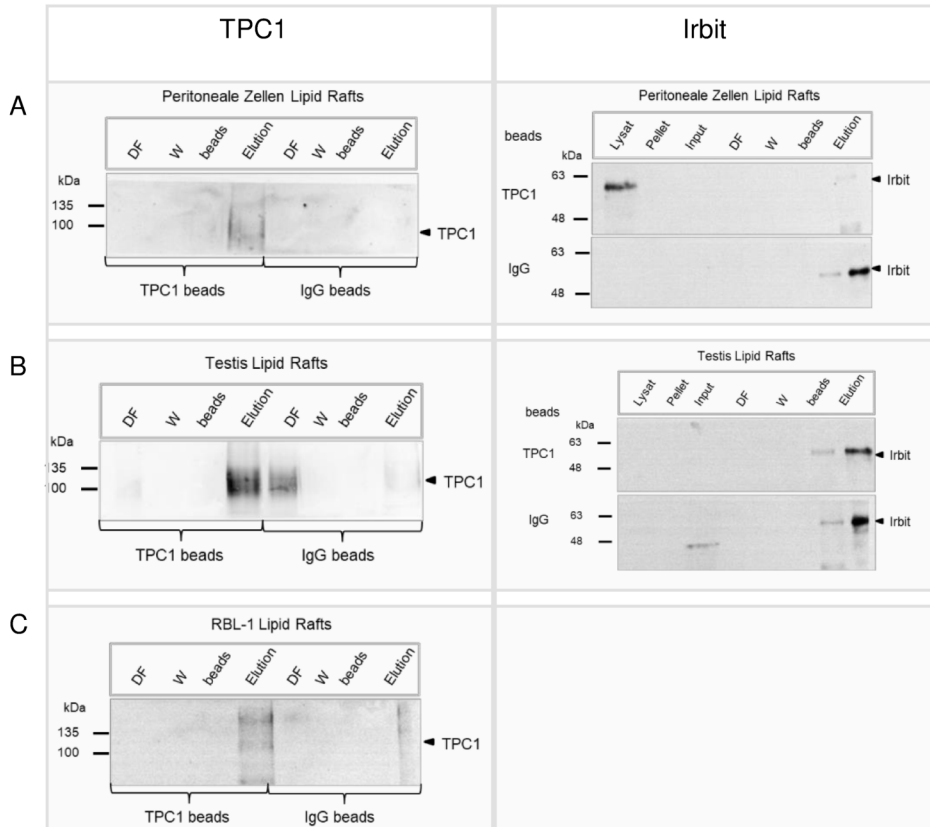 TPC1
Irbit
A
Peritoneale Zellen Lipid Rafts
DF W beads Elution DF W beads Elution
kDa
135
100
TPC1
TPC1 beads IgG beads
Peritoneale Zellen Lipid Rafts
beads
Lysat Pellet Input DF W beads Elution
kDa
63
Irbit
TPC1
48
63
IgG
Irbit
48
B
Testis Lipid Rafts
DF W beads Elution DF W beads Elution
kDa
135
100
TPC1
TPC1 beads IgG beads
Testis Lipid Rafts
beads
Lysat Pellet Input DF W beads Elution
kDa
63
TPC1
Irbit
48
63
IgG
Irbit
48
C
RBL-1 Lipid Rafts
DF W beads Elution DF W beads Elution
kDa
135
100
TPC1
TPC1 beads IgG beads